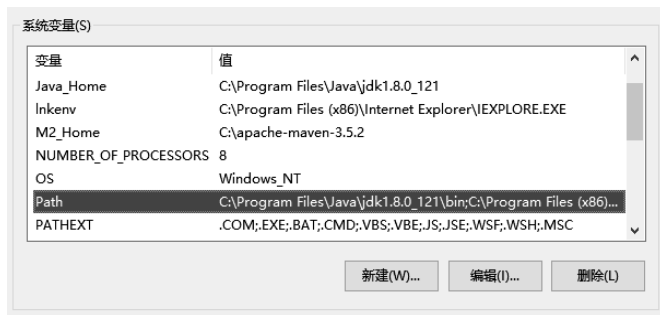 系统变量(S)
变量 值
Java_Home C:\Program Files\Java\jdk1.8.0_121
lnkenv C:\Program Files (x86)\Internet Explorer\IEXPLORE.EXE
M2_Home C:\apache-maven-3.5.2
NUMBER_OF_PROCESSORS 8
OS Windows_NT
Path C:\Program Files\Java\jdk1.8.0_121\bin;C:\Program Files (x86)...
PATHEXT .COM;.EXE;.BAT;.CMD;.VBS;.VBE;.JS;.JSE;.WSF;.WSH;.MSC
新建(W)... 编辑(I)... 删除(L)